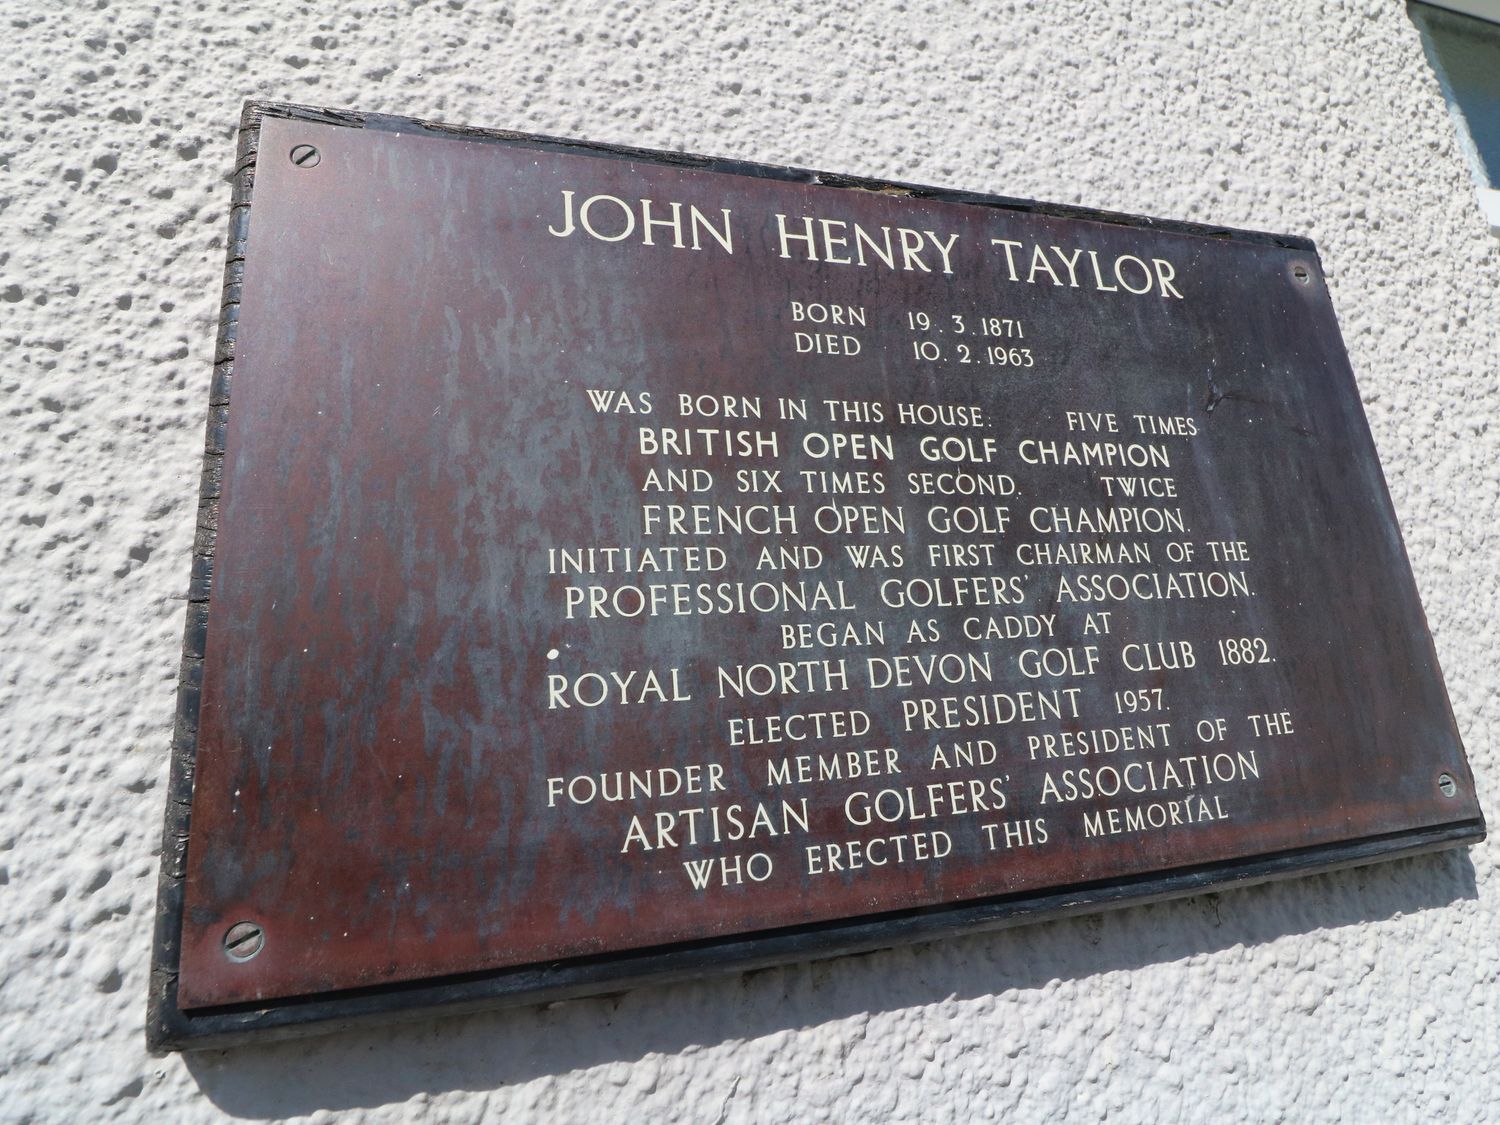 JOHN HENRY TAYLOR
BORN 19.3.1871
DIED 10.2.1963
WAS BORN IN THIS HOUSE. FIVE TIMES
BRITISH OPEN GOLF CHAMPION
AND SIX TIMES SECOND. TWICE
FRENCH OPEN GOLF CHAMPION.
INITIATED AND WAS FIRST CHAIRMAN OF THE
PROFESSIONAL GOLFERS' ASSOCIATION.
BEGAN AS CADDY AT
ROYAL NORTH DEVON GOLF CLUB 1882.
ELECTED PRESIDENT 1957.
FOUNDER MEMBER AND PRESIDENT OF THE
ARTISAN GOLFERS' ASSOCIATION
WHO ERECTED THIS MEMORIAL